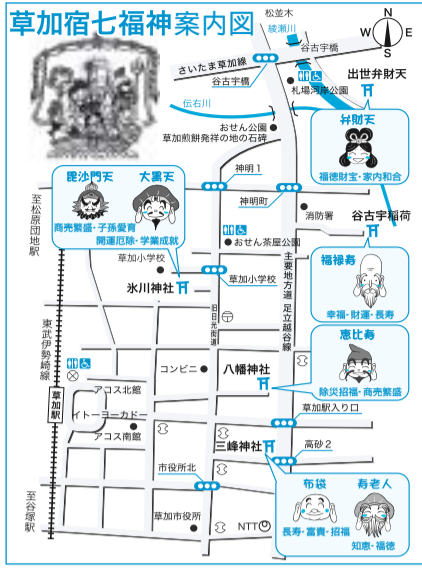 草加宿七福神案内図
松並木
綾瀬川
谷古宇橋
さいたま草加線
谷古宇橋
札場河岸公園
出世弁財天
伝右川
おせん公園
草加煎餅発祥の地の石碑
弁財天
福徳財宝・家内和合
毘沙門天
大黒天
商売繁盛・子孫愛育
開運厄除・学業成就
神明1
神明町
消防署
谷古宇稲荷
至松原団地駅
おせん茶屋公園
草加小学校
草加小学校
氷川神社
旧日光街道
主要地方道 足立越谷線
福禄寿
幸福・財運・長寿
東武伊勢崎線
恵比寿
除災招福・商売繁盛
コンビニ
八幡神社
アコス北館
草加駅
イトーヨーカドー
アコス南館
草加駅入り口
三峰神社
高砂2
市役所北
布袋
寿老人
長寿・富貴・招福
知恵・福徳
至谷塚駅
草加市役所
NTT
N
W
E
S